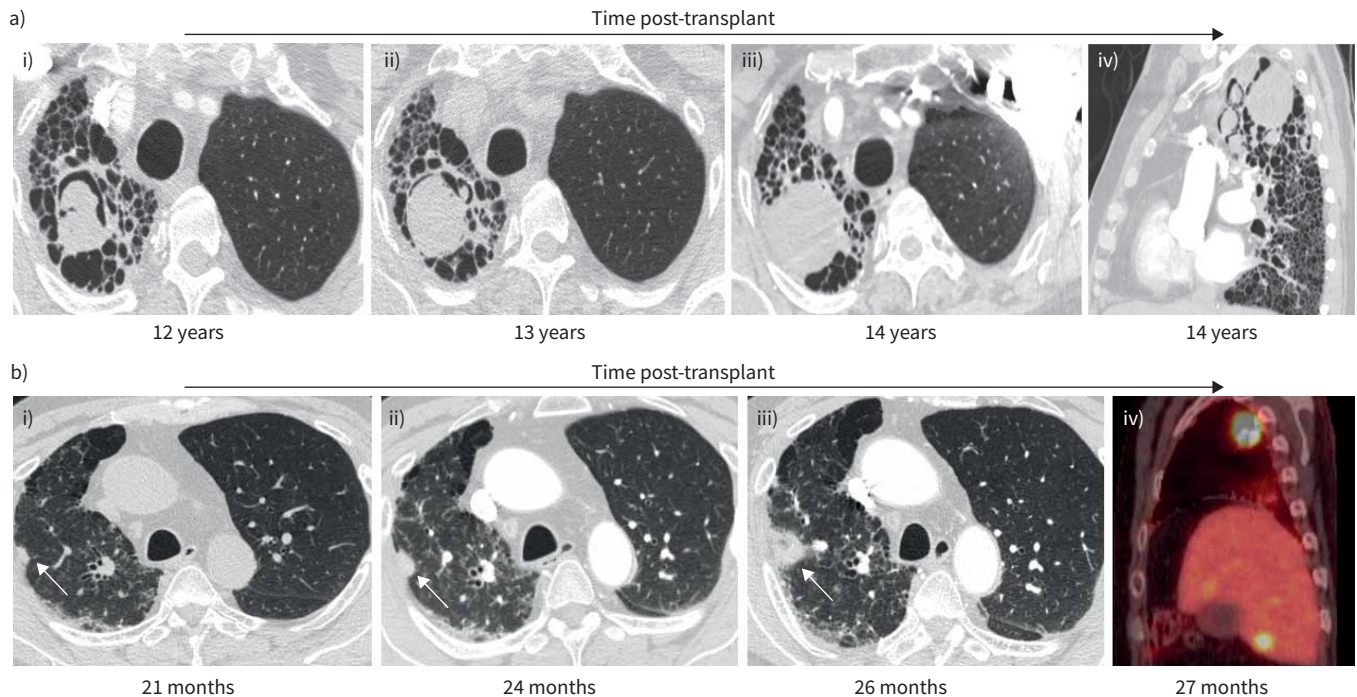 a)
Time post-transplant
i)
ii)
iii)
iv)
12 years
13 years
14 years
14 years
b)
Time post-transplant
i)
ii)
iii)
iv)
21 months
24 months
26 months
27 months